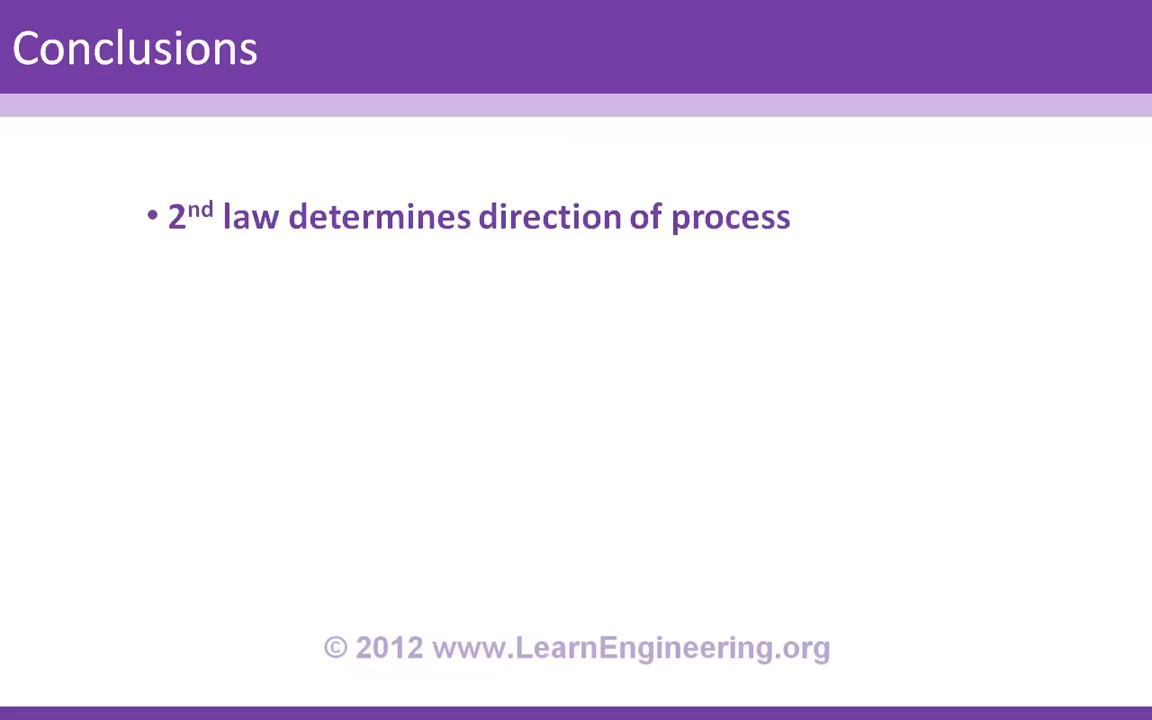 Conclusions
• 2nd law determines direction of process
© 2012 www.LearnEngineering.org